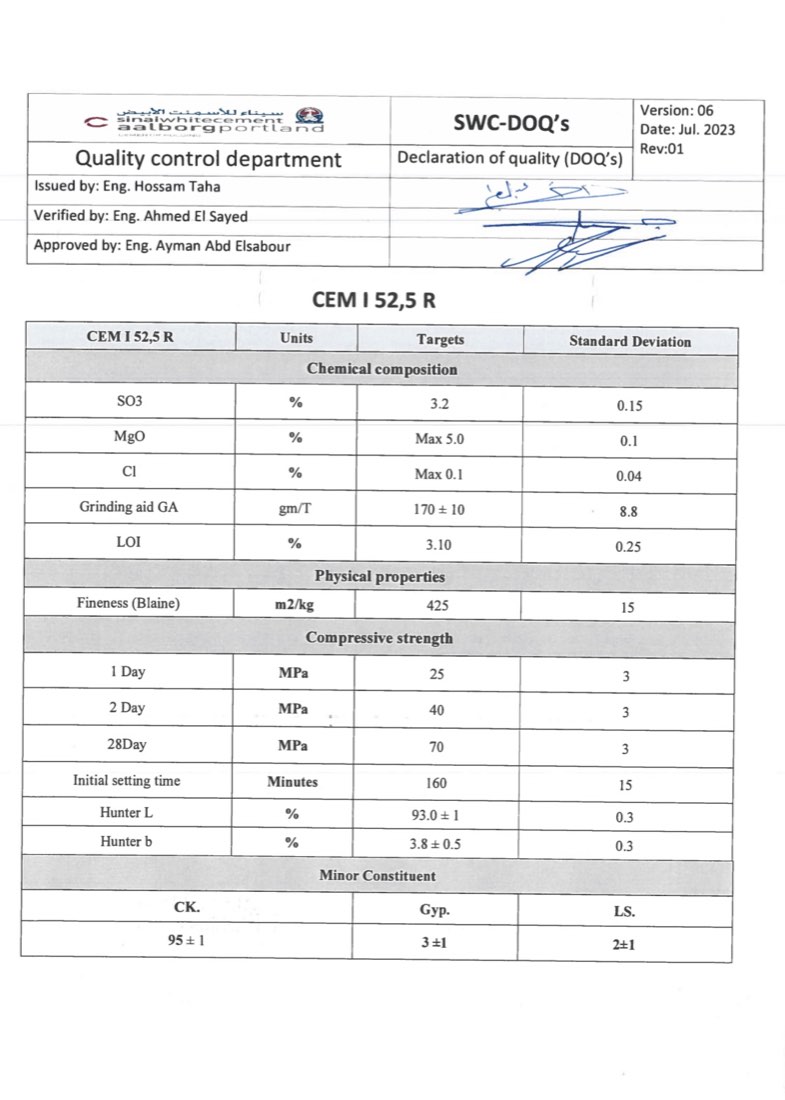 سيناء للأسمنت الأبيض
sinaiwhitecement
aalborgportland
SWC-DOQ's
Version: 06
Date: Jul. 2023
Rev:01
Quality control department
Declaration of quality (DOQ's)
Issued by: Eng. Hossam Taha
Verified by: Eng. Ahmed El Sayed
Approved by: Eng. Ayman Abd Elsabour
CEM I 52,5 R
CEM I 52,5 R Units Targets Standard Deviation
Chemical composition
SO3 % 3.2 0.15
MgO % Max 5.0 0.1
Cl % Max 0.1 0.04
Grinding aid GA gm/T 170 ± 10 8.8
LOI % 3.10 0.25
Physical properties
Fineness (Blaine) m2/kg 425 15
Compressive strength
1 Day MPa 25 3
2 Day MPa 40 3
28Day MPa 70 3
Initial setting time Minutes 160 15
Hunter L % 93.0 ± 1 0.3
Hunter b % 3.8 ± 0.5 0.3
Minor Constituent
CK. Gyp. LS.
95 ± 1 3 ±1 2±1